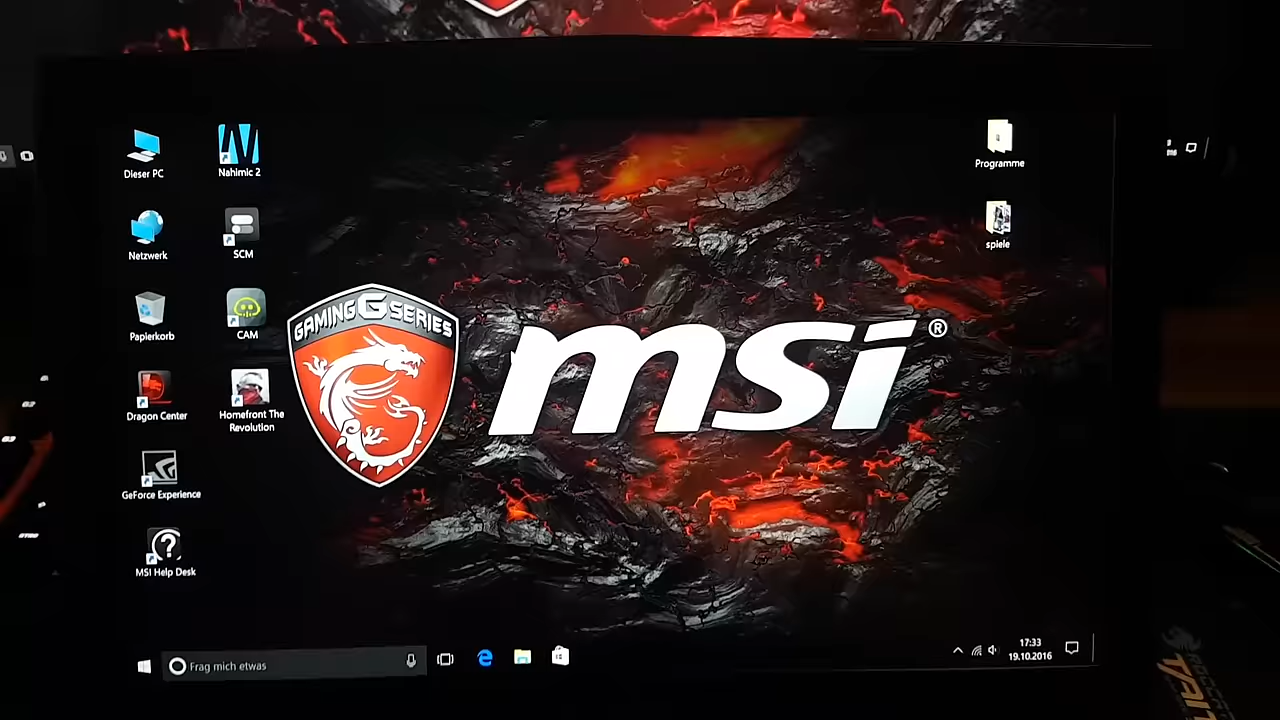 Dieser PC
Nahimic 2
Programme
Netzwerk
SCM
spiele
Papierkorb
CAM
GAMING G SERIES
msi®
Dragon Center
Homefront The
Revolution
GeForce Experience
MSI Help Desk
Frag mich etwas
17:33
19.10.2016
ROCCAT